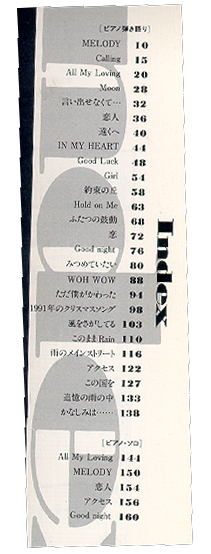 [ピアノ弾き語り]
MELODY 10
Calling 15
All My Loving 20
Moon 28
言い出せなくて… 32
恋人 36
遠くへ 40
IN MY HEART 44
Good Luck 48
Girl 54
約束の丘 58
Hold on Me 63
ふたつの鼓動 68
恋 72
Good night 76
みつめていたい 80
WOH WOW 88
ただ僕がかわった 94
1991年のクリスマスソング 98
風をさがしてる 103
このまま Rain 110
雨のメインストリート 116
アクセス 122
この国を 127
追憶の雨の中 133
かなしみは…… 138
[ピアノ・ソロ]
All My Loving 144
MELODY 150
恋人 154
アクセス 156
Good night 160
Index